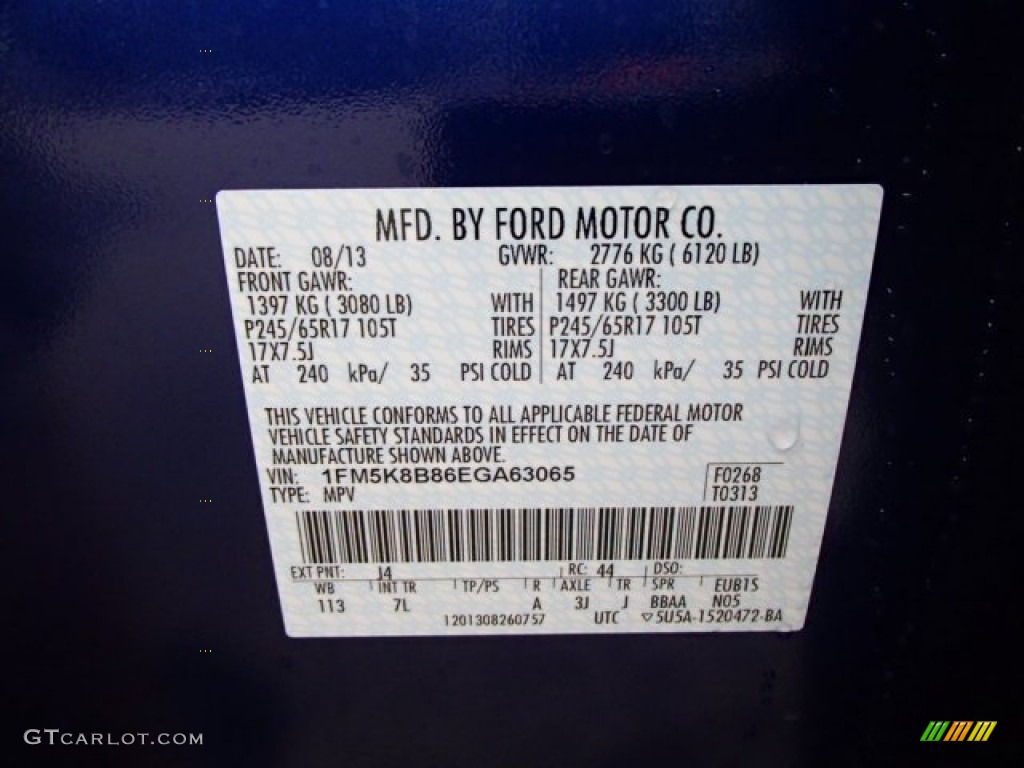 MFD. BY FORD MOTOR CO.
DATE: 08/13 GVWR: 2776 KG ( 6120 LB)
FRONT GAWR: REAR GAWR:
1397 KG ( 3080 LB) WITH 1497 KG ( 3300 LB) WITH
P245/65R17 105T TIRES P245/65R17 105T TIRES
17X7.5J RIMS 17X7.5J RIMS
AT 240 kPa/ 35 PSI COLD AT 240 kPa/ 35 PSI COLD
THIS VEHICLE CONFORMS TO ALL APPLICABLE FEDERAL MOTOR
VEHICLE SAFETY STANDARDS IN EFFECT ON THE DATE OF
MANUFACTURE SHOWN ABOVE.
VIN: 1FM5K8B86EGA63065 F0268
TYPE: MPV T0313
EXT PNT: J4 RC: 44 DSO:
WB INT TR TP/PS R AXLE TR SPR EUB1S
113 7L A 3J J BBAA N05
1201308260757 UTC ▽5U5A-1520472-BA
GTCARLOT.COM